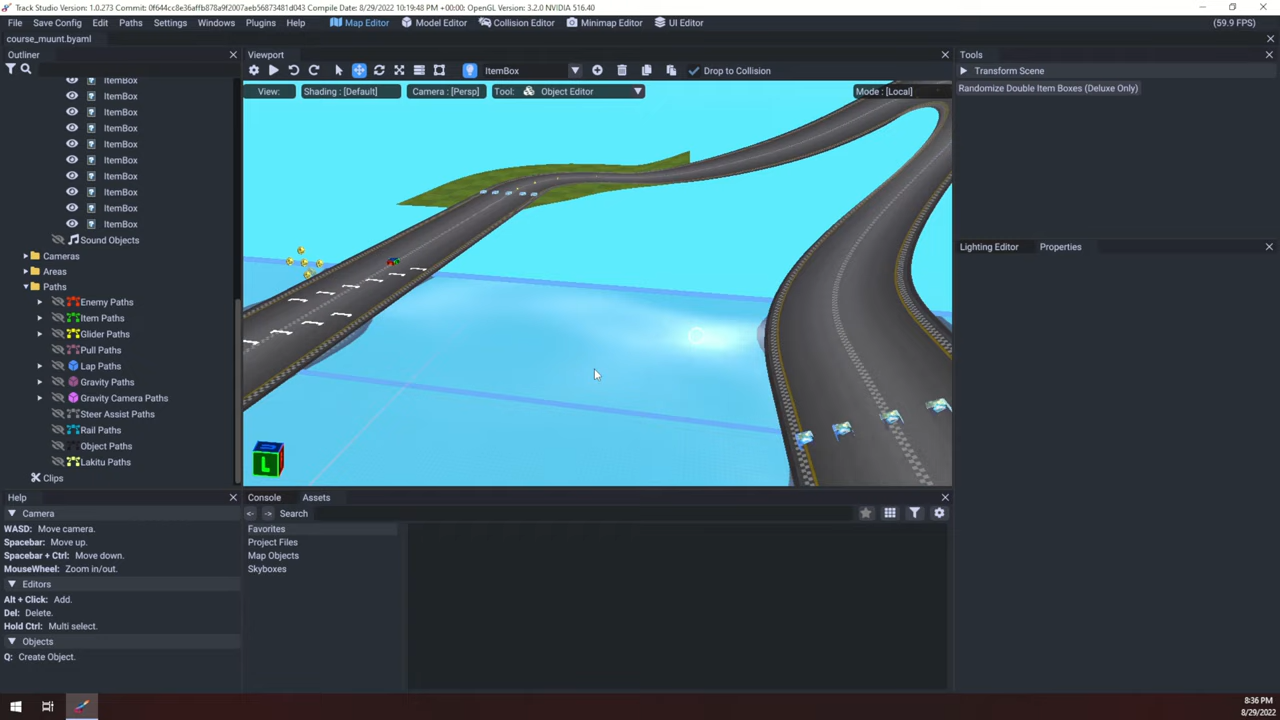 Track Studio Version: 1.0.273 Commit: 0f644cc8e36affb878a9f2007aeb56873481d043 Compile Date: 8/29/2022 10:19:48 PM +00:00: OpenGL Version: 3.2.0 NVIDIA 516.40
File Save Config Edit Paths Settings Windows Plugins Help Map Editor Model Editor Collision Editor Minimap Editor UI Editor (59.9 FPS)
course_muunt.byaml
Outliner
ItemBox
ItemBox
ItemBox
ItemBox
ItemBox
ItemBox
ItemBox
ItemBox
ItemBox
ItemBox
Sound Objects
Cameras
Areas
Paths
Enemy Paths
Item Paths
Glider Paths
Pull Paths
Lap Paths
Gravity Paths
Gravity Camera Paths
Steer Assist Paths
Rail Paths
Object Paths
Lakitu Paths
Clips
Viewport
ItemBox
Drop to Collision
View:
Shading : [Default]
Camera : [Persp]
Tool: Object Editor
Mode : [Local]
L
Tools
Transform Scene
Randomize Double Item Boxes (Deluxe Only)
Lighting Editor Properties
Help
Camera
WASD: Move camera.
Spacebar: Move up.
Spacebar + Ctrl: Move down.
MouseWheel: Zoom in/out.
Editors
Alt + Click: Add.
Del: Delete.
Hold Ctrl: Multi select.
Objects
Q: Create Object.
Console Assets
<- -> Search
Favorites
Project Files
Map Objects
Skyboxes
8:36 PM
8/29/2022